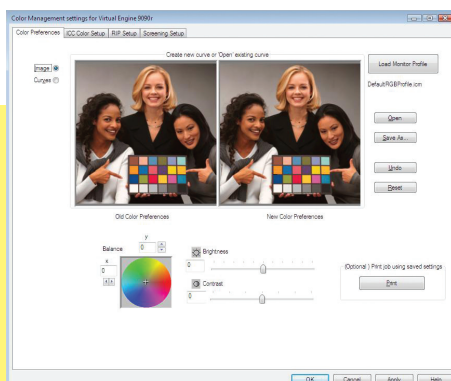 Color Management settings for Virtual Engine 9090r
Color Preferences ICC Color Setup RIP Setup Screening Setup
Create new curve or 'Open' existing curve
Image
Curves
Load Monitor Profile
DefaultRGBProfile.icm
Open
Save As...
Undo
Reset
Old Color Preferences New Color Preferences
y
Balance: 0
x
0
Brightness
0
Contrast
0
(Optional ) Print job using saved settings
Print
OK Cancel Apply Help